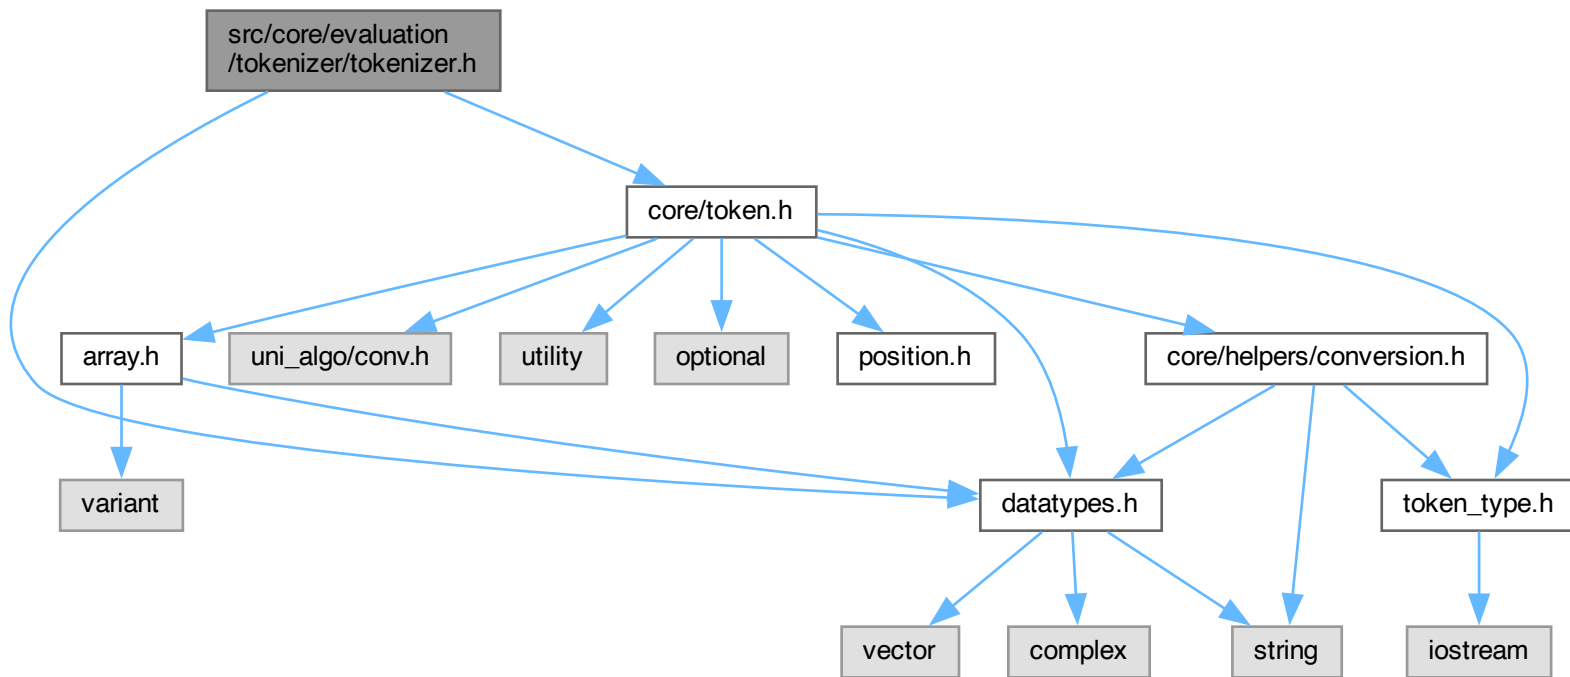 src/core/evaluation
/tokenizer/tokenizer.h
core/token.h
array.h
uni_algo/conv.h
utility
optional
position.h
core/helpers/conversion.h
variant
datatypes.h
token_type.h
vector
complex
string
iostream